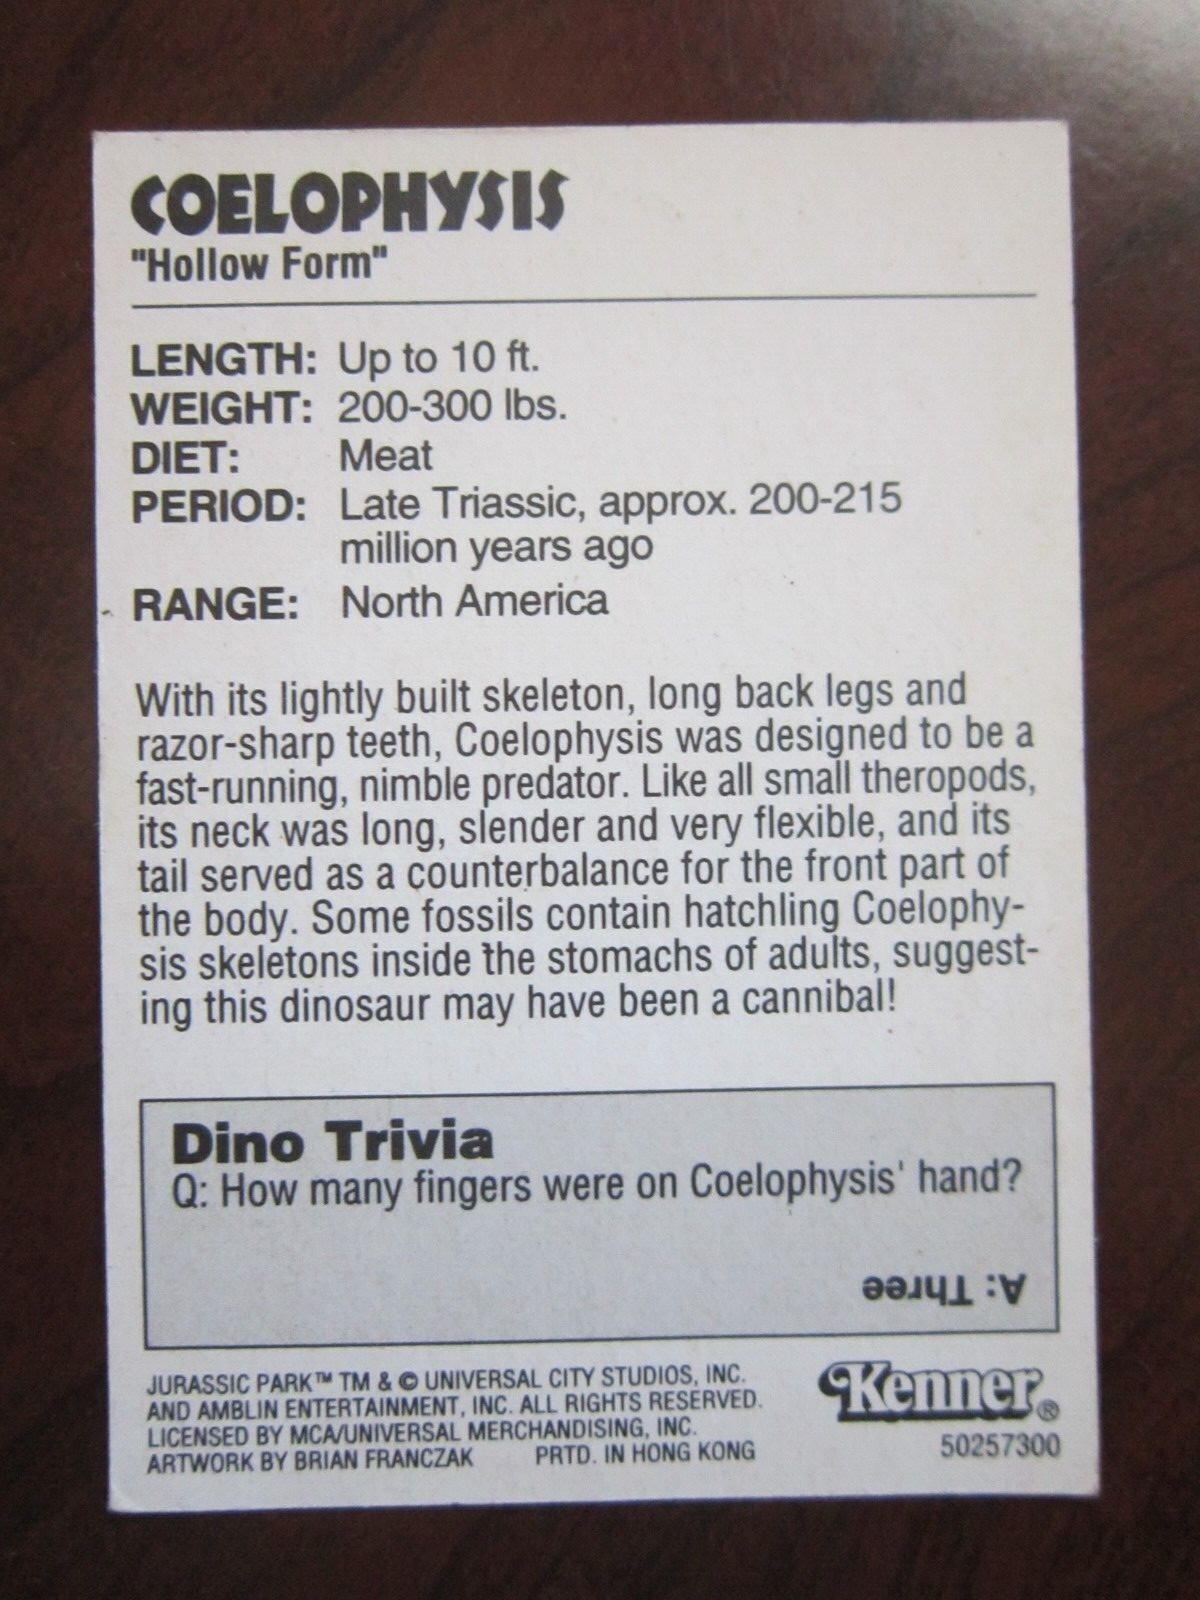 COELOPHYSIS
"Hollow Form"
LENGTH: Up to 10 ft.
WEIGHT: 200-300 lbs.
DIET: Meat
PERIOD: Late Triassic, approx. 200-215
million years ago
RANGE: North America
With its lightly built skeleton, long back legs and
razor-sharp teeth, Coelophysis was designed to be a
fast-running, nimble predator. Like all small theropods,
its neck was long, slender and very flexible, and its
tail served as a counterbalance for the front part of
the body. Some fossils contain hatchling Coelophy-
sis skeletons inside the stomachs of adults, suggest-
ing this dinosaur may have been a cannibal!
Dino Trivia
Q: How many fingers were on Coelophysis' hand?
A: Three
JURASSIC PARK™ TM & © UNIVERSAL CITY STUDIOS, INC.
AND AMBLIN ENTERTAINMENT, INC. ALL RIGHTS RESERVED.
LICENSED BY MCA/UNIVERSAL MERCHANDISING, INC.
ARTWORK BY BRIAN FRANCZAK PRTD. IN HONG KONG
Kenner®
50257300